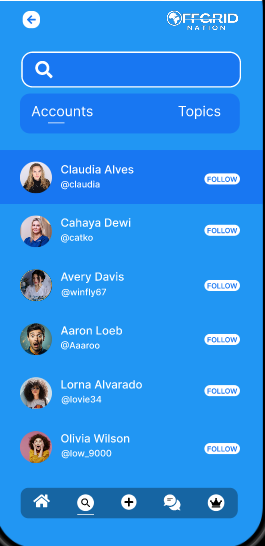 OFFGRID
NATION
Accounts Topics
Claudia Alves
@claudia
FOLLOW
Cahaya Dewi
@catko
FOLLOW
Avery Davis
@winfly67
FOLLOW
Aaron Loeb
@Aaaroo
FOLLOW
Lorna Alvarado
@lovie34
FOLLOW
Olivia Wilson
@low_9000
FOLLOW